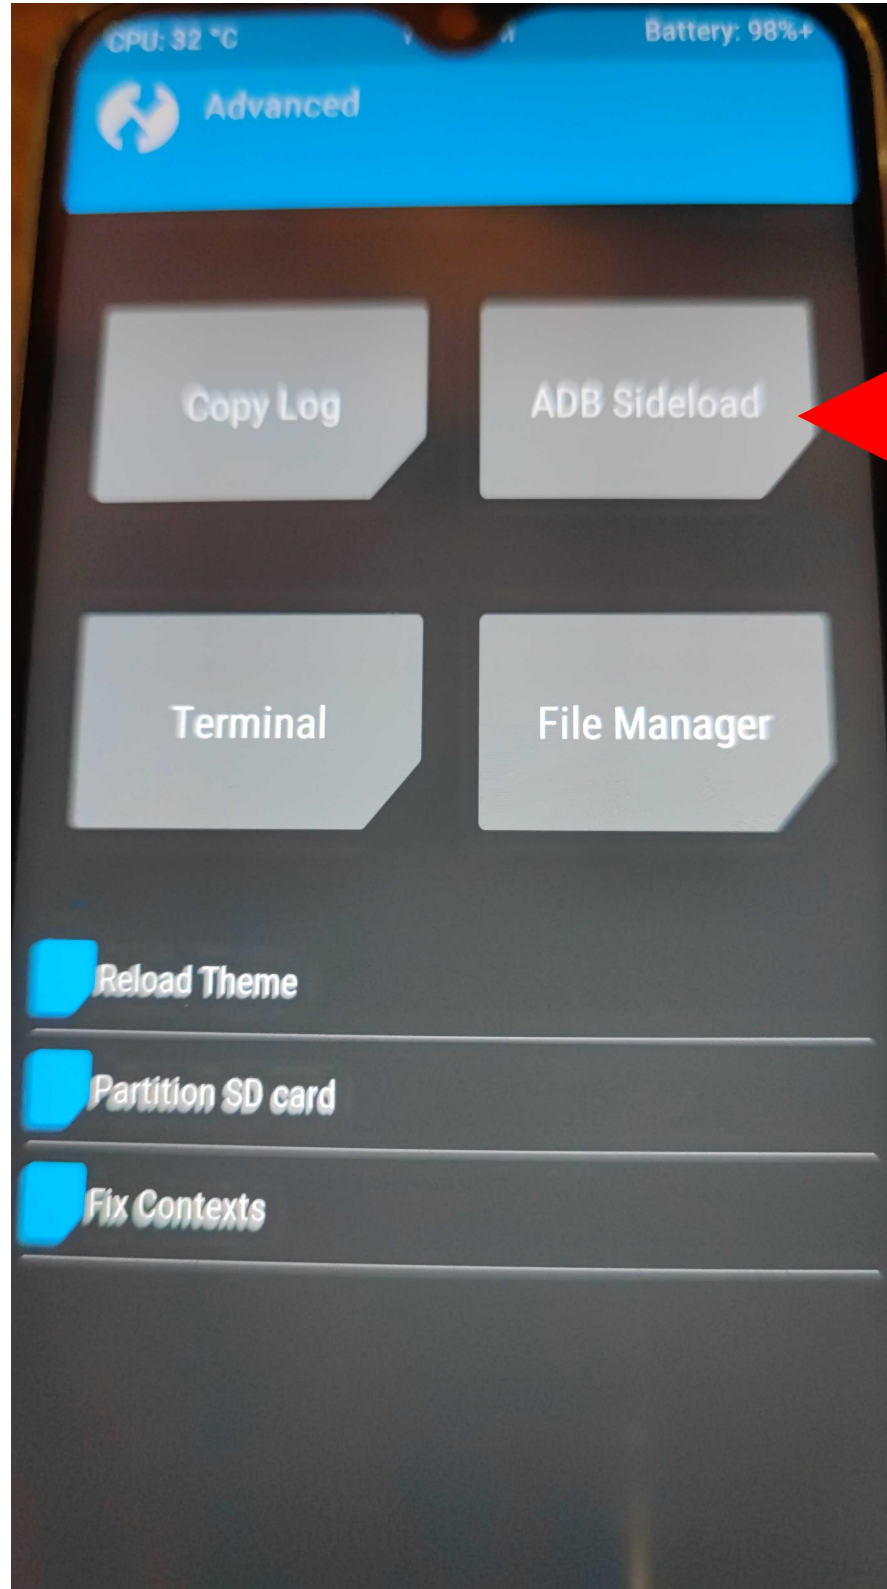 CPU: 32 °C
Battery: 98%+
Advanced
Copy Log
ADB Sideload
Terminal
File Manager
Reload Theme
Partition SD card
Fix Contexts